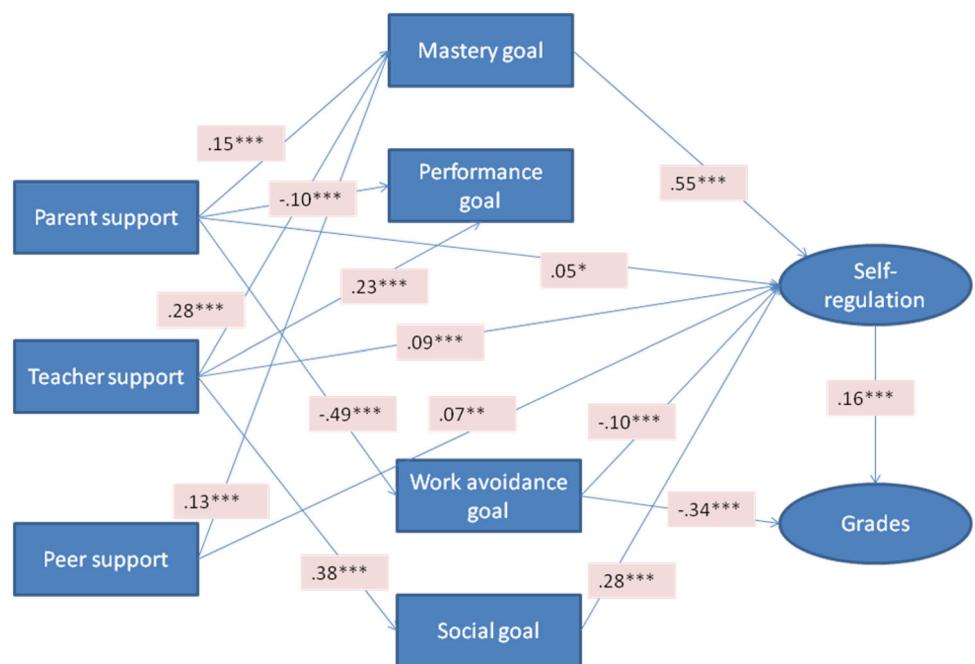 Mastery goal
.15***
Performance
goal
-.10***
.55***
Parent support
.05*
Self-
regulation
.23***
.28***
.09***
Teacher support
.16***
-.49***
.07**
-.10***
Work avoidance
goal
.13***
-.34***
Grades
Peer support
.38***
.28***
Social goal